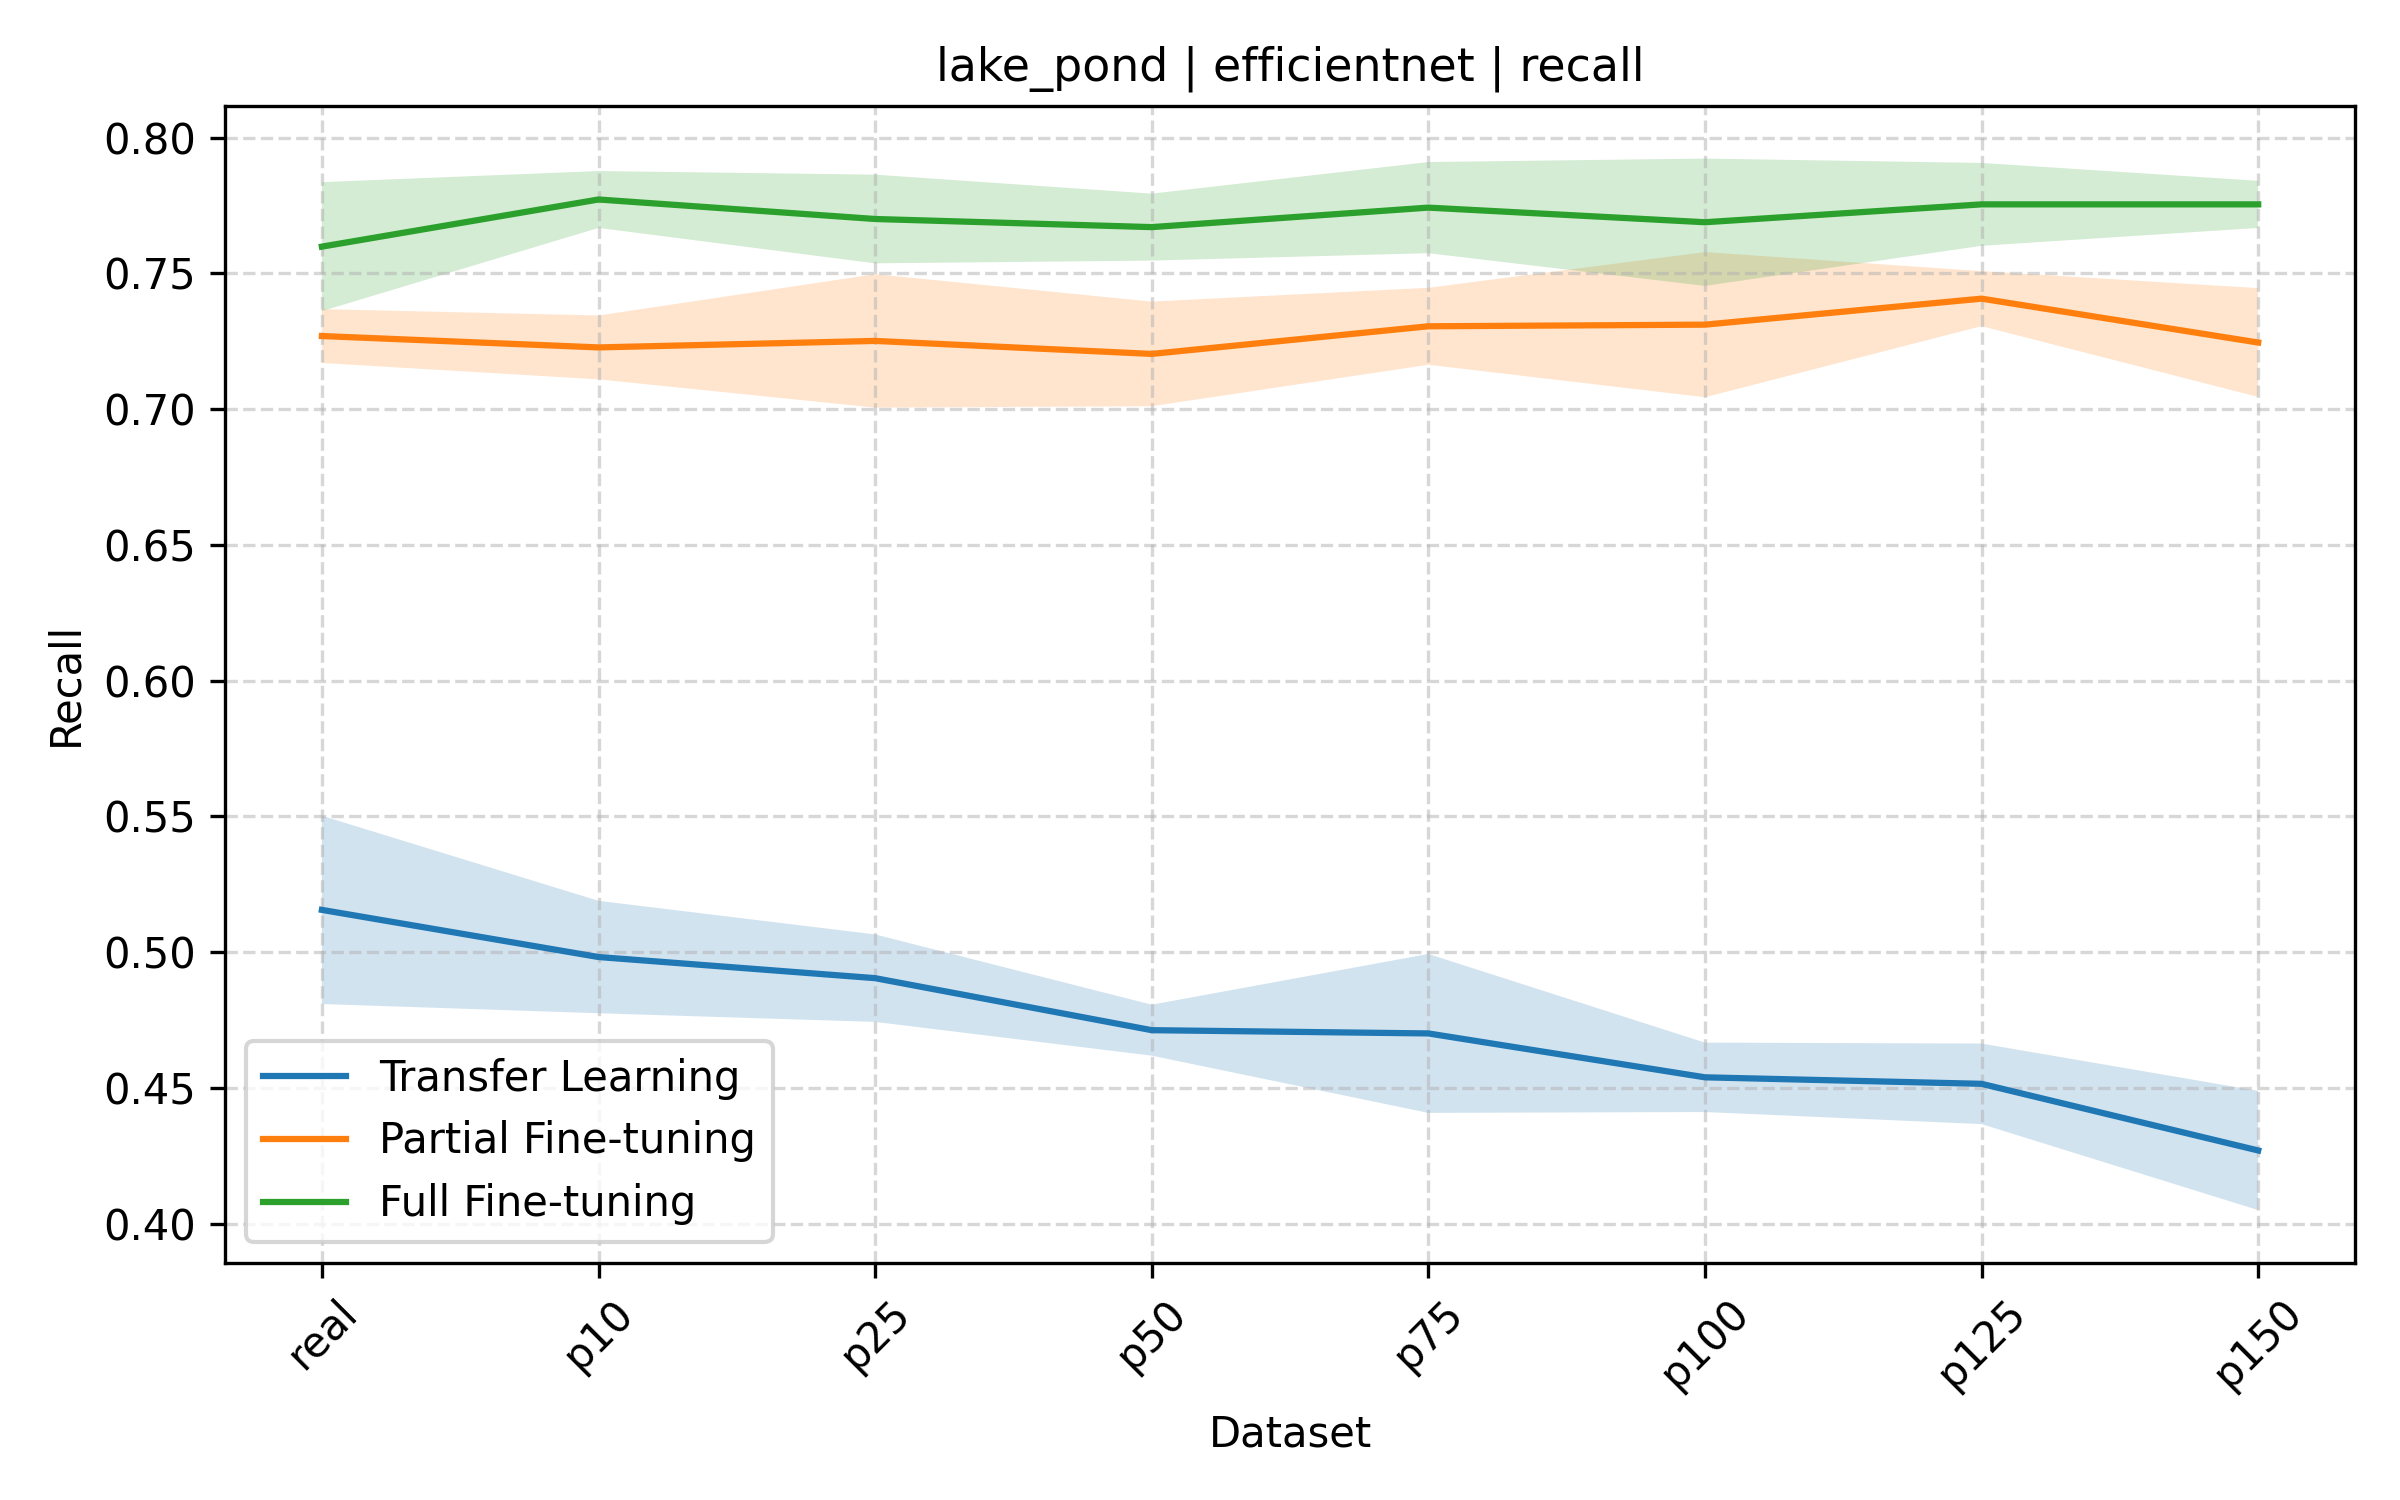 lake_pond | efficientnet | recall
0.80
0.75
0.70
0.65
0.60
0.55
0.50
0.45
0.40
Recall
Transfer Learning
Partial Fine-tuning
Full Fine-tuning
real
p10
p25
p50
p75
p100
p125
p150
Dataset